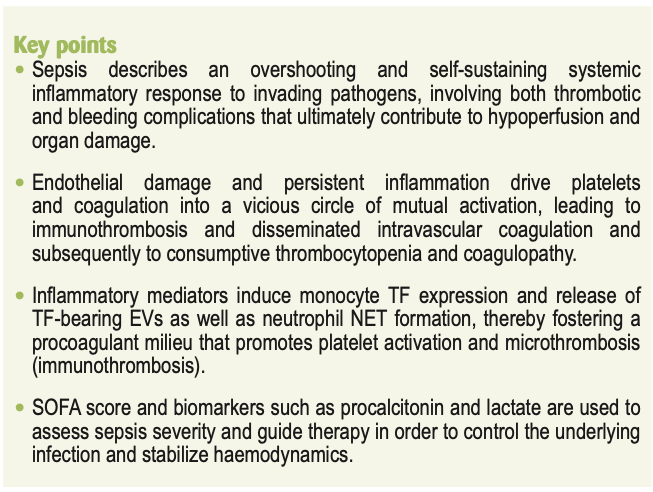 Key points
• Sepsis describes an overshooting and self-sustaining systemic
inflammatory response to invading pathogens, involving both thrombotic
and bleeding complications that ultimately contribute to hypoperfusion and
organ damage.
• Endothelial damage and persistent inflammation drive platelets
and coagulation into a vicious circle of mutual activation, leading to
immunothrombosis and disseminated intravascular coagulation and
subsequently to consumptive thrombocytopenia and coagulopathy.
• Inflammatory mediators induce monocyte TF expression and release of
TF-bearing EVs as well as neutrophil NET formation, thereby fostering a
procoagulant milieu that promotes platelet activation and microthrombosis
(immunothrombosis).
• SOFA score and biomarkers such as procalcitonin and lactate are used to
assess sepsis severity and guide therapy in order to control the underlying
infection and stabilize haemodynamics.